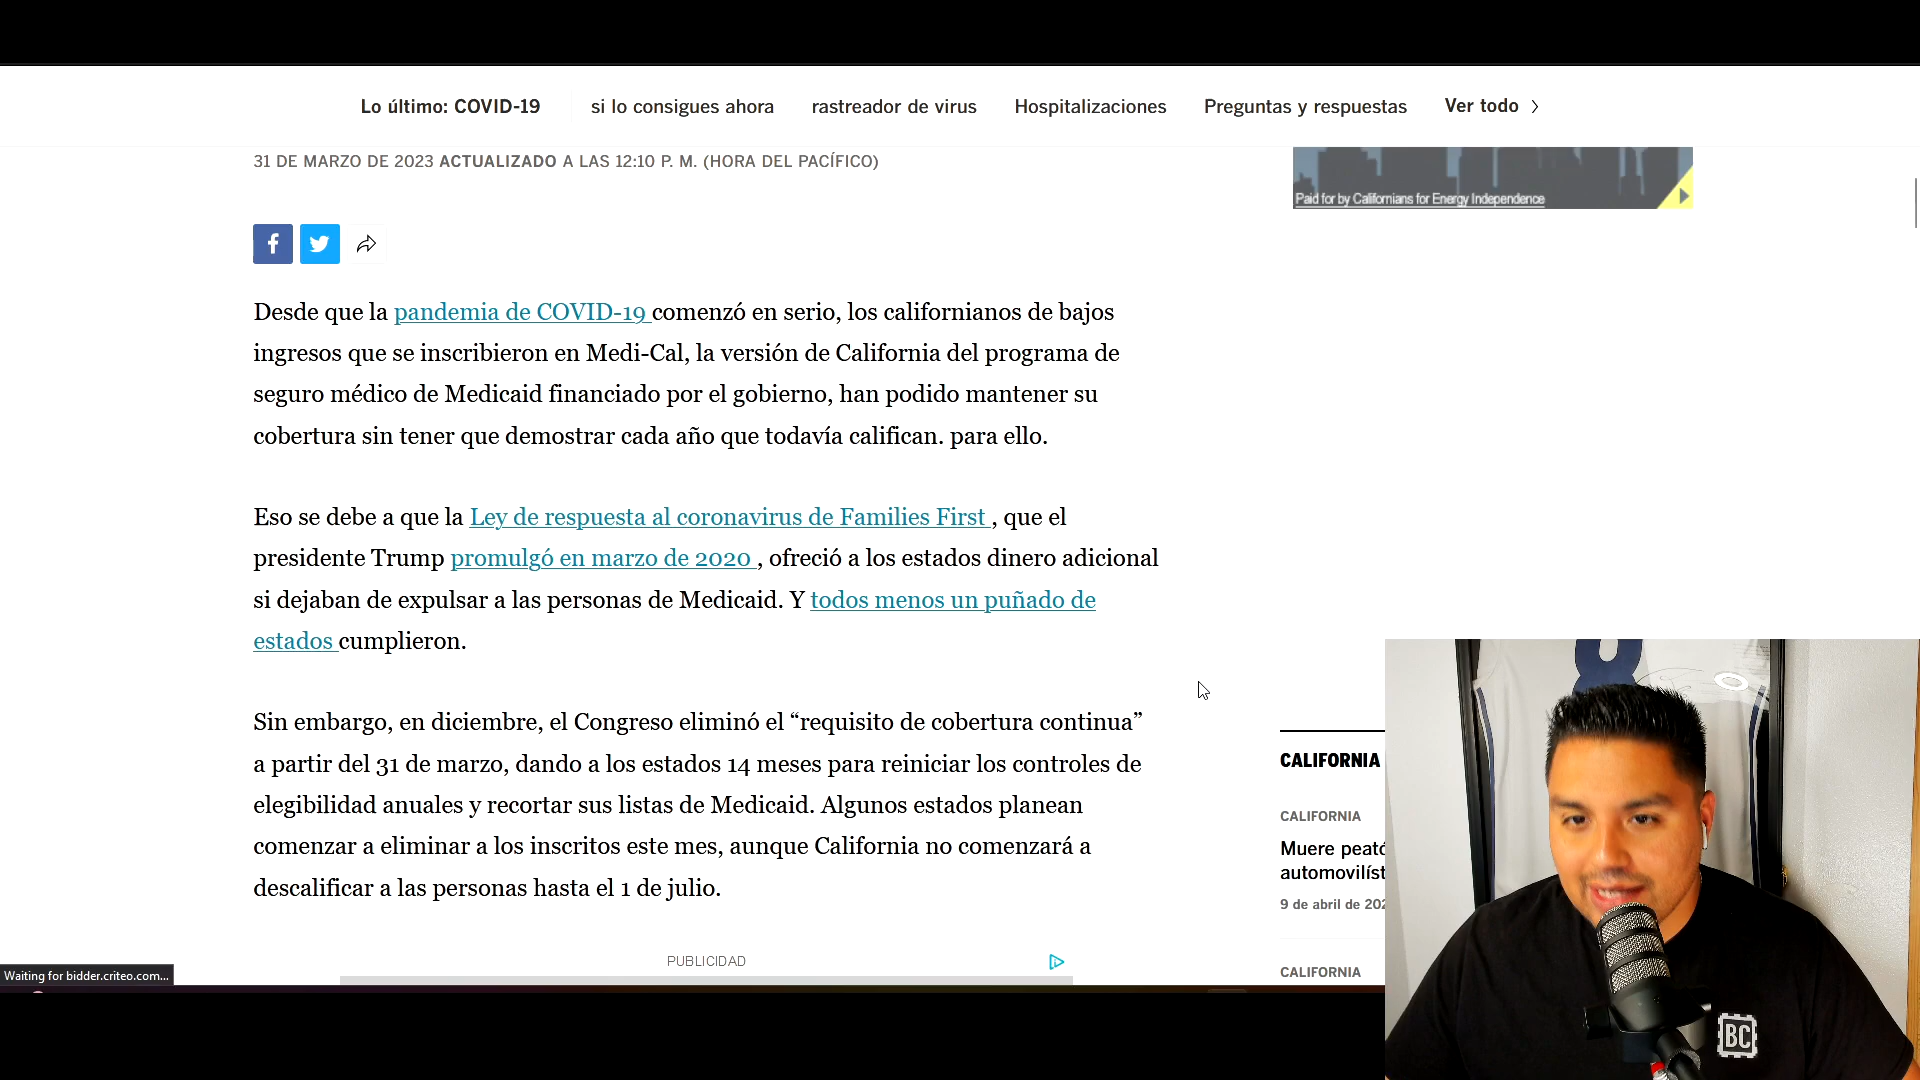 Lo último: COVID-19
si lo consigues ahora
rastreador de virus
Hospitalizaciones
Preguntas y respuestas
Ver todo
31 DE MARZO DE 2023 ACTUALIZADO A LAS 12:10 P. M. (HORA DEL PACÍFICO)
Paid for by Californians for Energy Independence
Desde que la pandemia de COVID-19 comenzó en serio, los californianos de bajos
ingresos que se inscribieron en Medi-Cal, la versión de California del programa de
seguro médico de Medicaid financiado por el gobierno, han podido mantener su
cobertura sin tener que demostrar cada año que todavía califican. para ello.
Eso se debe a que la Ley de respuesta al coronavirus de Families First , que el
presidente Trump promulgó en marzo de 2020 , ofreció a los estados dinero adicional
si dejaban de expulsar a las personas de Medicaid. Y todos menos un puñado de
estados cumplieron.
Sin embargo, en diciembre, el Congreso eliminó el “requisito de cobertura continua”
a partir del 31 de marzo, dando a los estados 14 meses para reiniciar los controles de
elegibilidad anuales y recortar sus listas de Medicaid. Algunos estados planean
comenzar a eliminar a los inscritos este mes, aunque California no comenzará a
descalificar a las personas hasta el 1 de julio.
PUBLICIDAD
CALIFORNIA
CALIFORNIA
Muere peató
automovilíst
9 de abril de 202
CALIFORNIA
Waiting for bidder.criteo.com...
BC